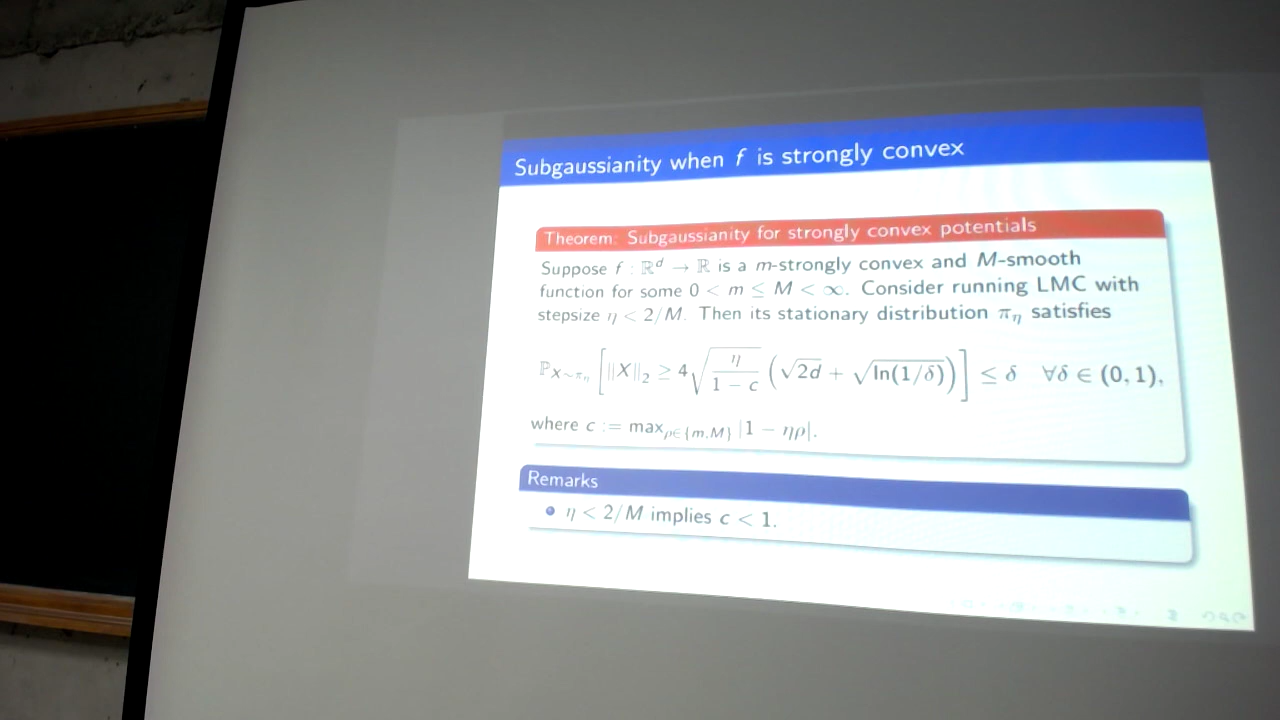 Subgaussianity when f is strongly convex
Theorem: Subgaussianity for strongly convex potentials
Suppose f : ℝᵈ → ℝ is a m-strongly convex and M-smooth
function for some 0 < m ≤ M < ∞. Consider running LMC with
stepsize η < 2/M. Then its stationary distribution π_η satisfies
ℙ_{X∼π_η} [ ‖X‖₂ ≥ 4√(η/(1 − c)) (√2d + √ln(1/δ)) ] ≤ δ ∀δ ∈ (0, 1),
where c := max_{ρ∈{m,M}} |1 − ηρ|.
Remarks
η < 2/M implies c < 1.